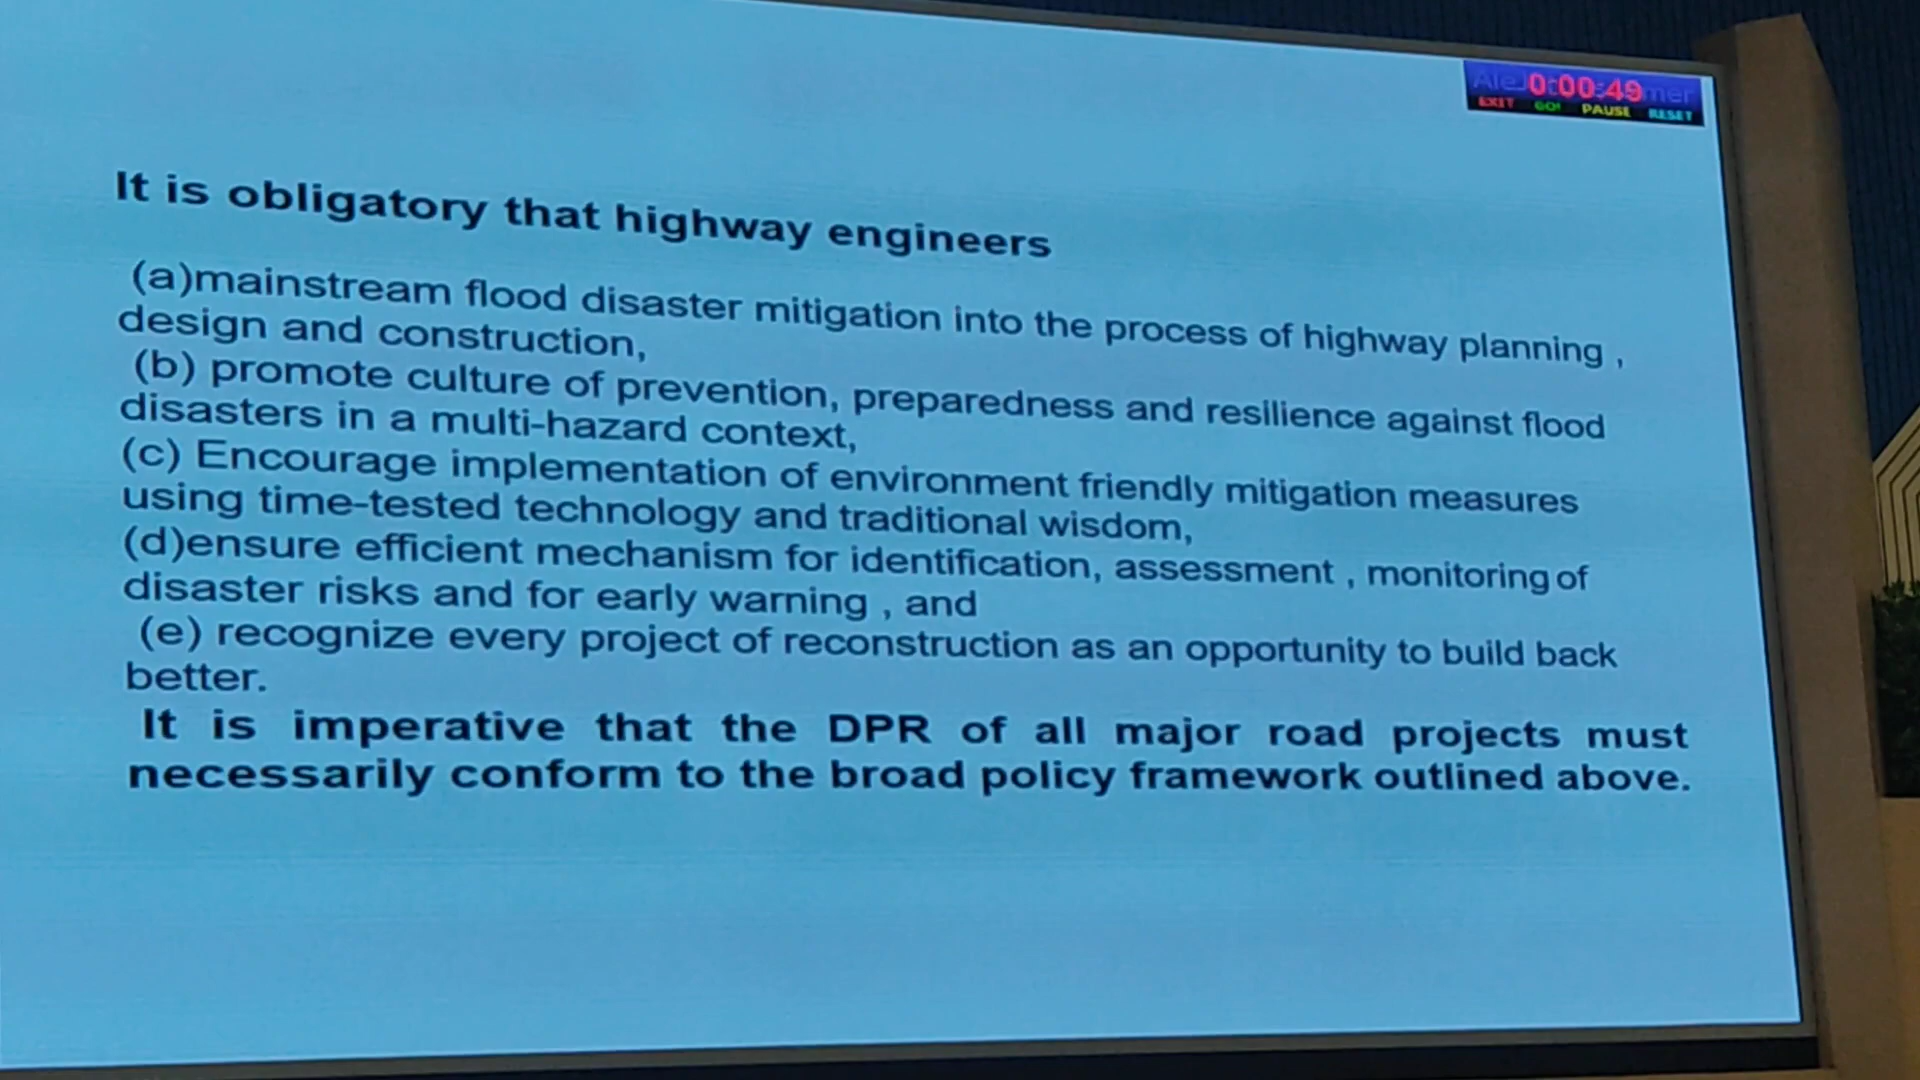 0:00:49
EXIT GO! PAUSE RESET
It is obligatory that highway engineers
(a)mainstream flood disaster mitigation into the process of highway planning ,
design and construction,
(b) promote culture of prevention, preparedness and resilience against flood
disasters in a multi-hazard context,
(c) Encourage implementation of environment friendly mitigation measures
using time-tested technology and traditional wisdom,
(d)ensure efficient mechanism for identification, assessment , monitoring of
disaster risks and for early warning , and
(e) recognize every project of reconstruction as an opportunity to build back
better.
It is imperative that the DPR of all major road projects must
necessarily conform to the broad policy framework outlined above.